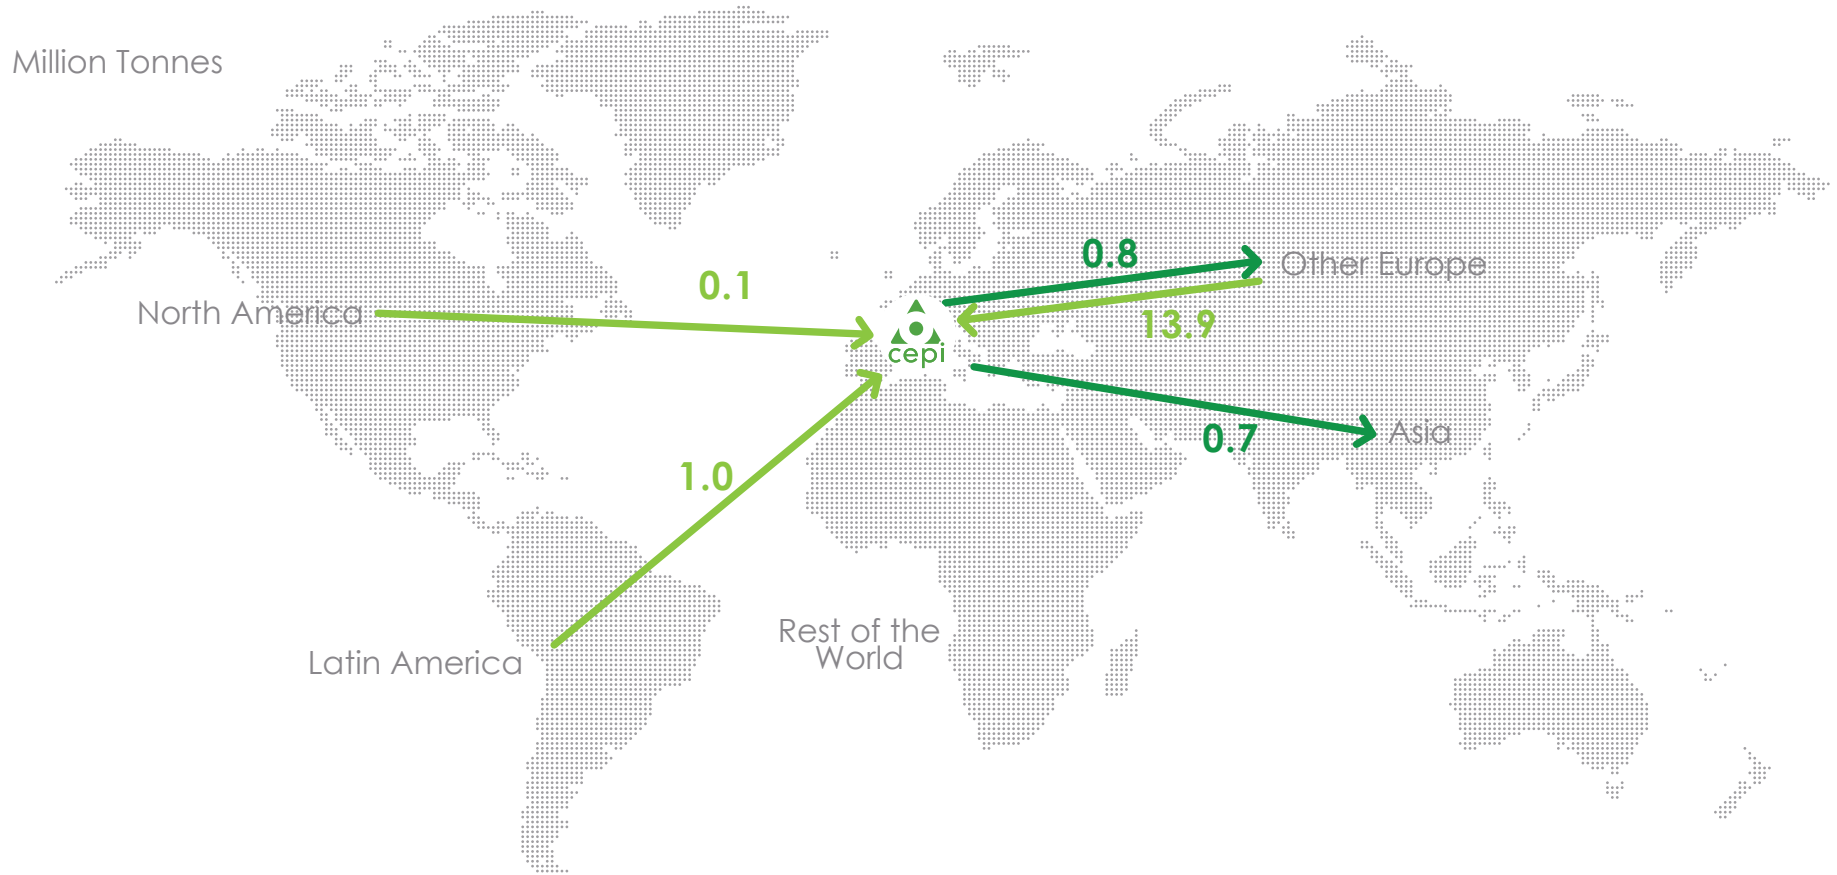 Million Tonnes
0.8
Other Europe
0.1
North America
13.9
cepi
Asia
0.7
1.0
Rest of the
World
Latin America